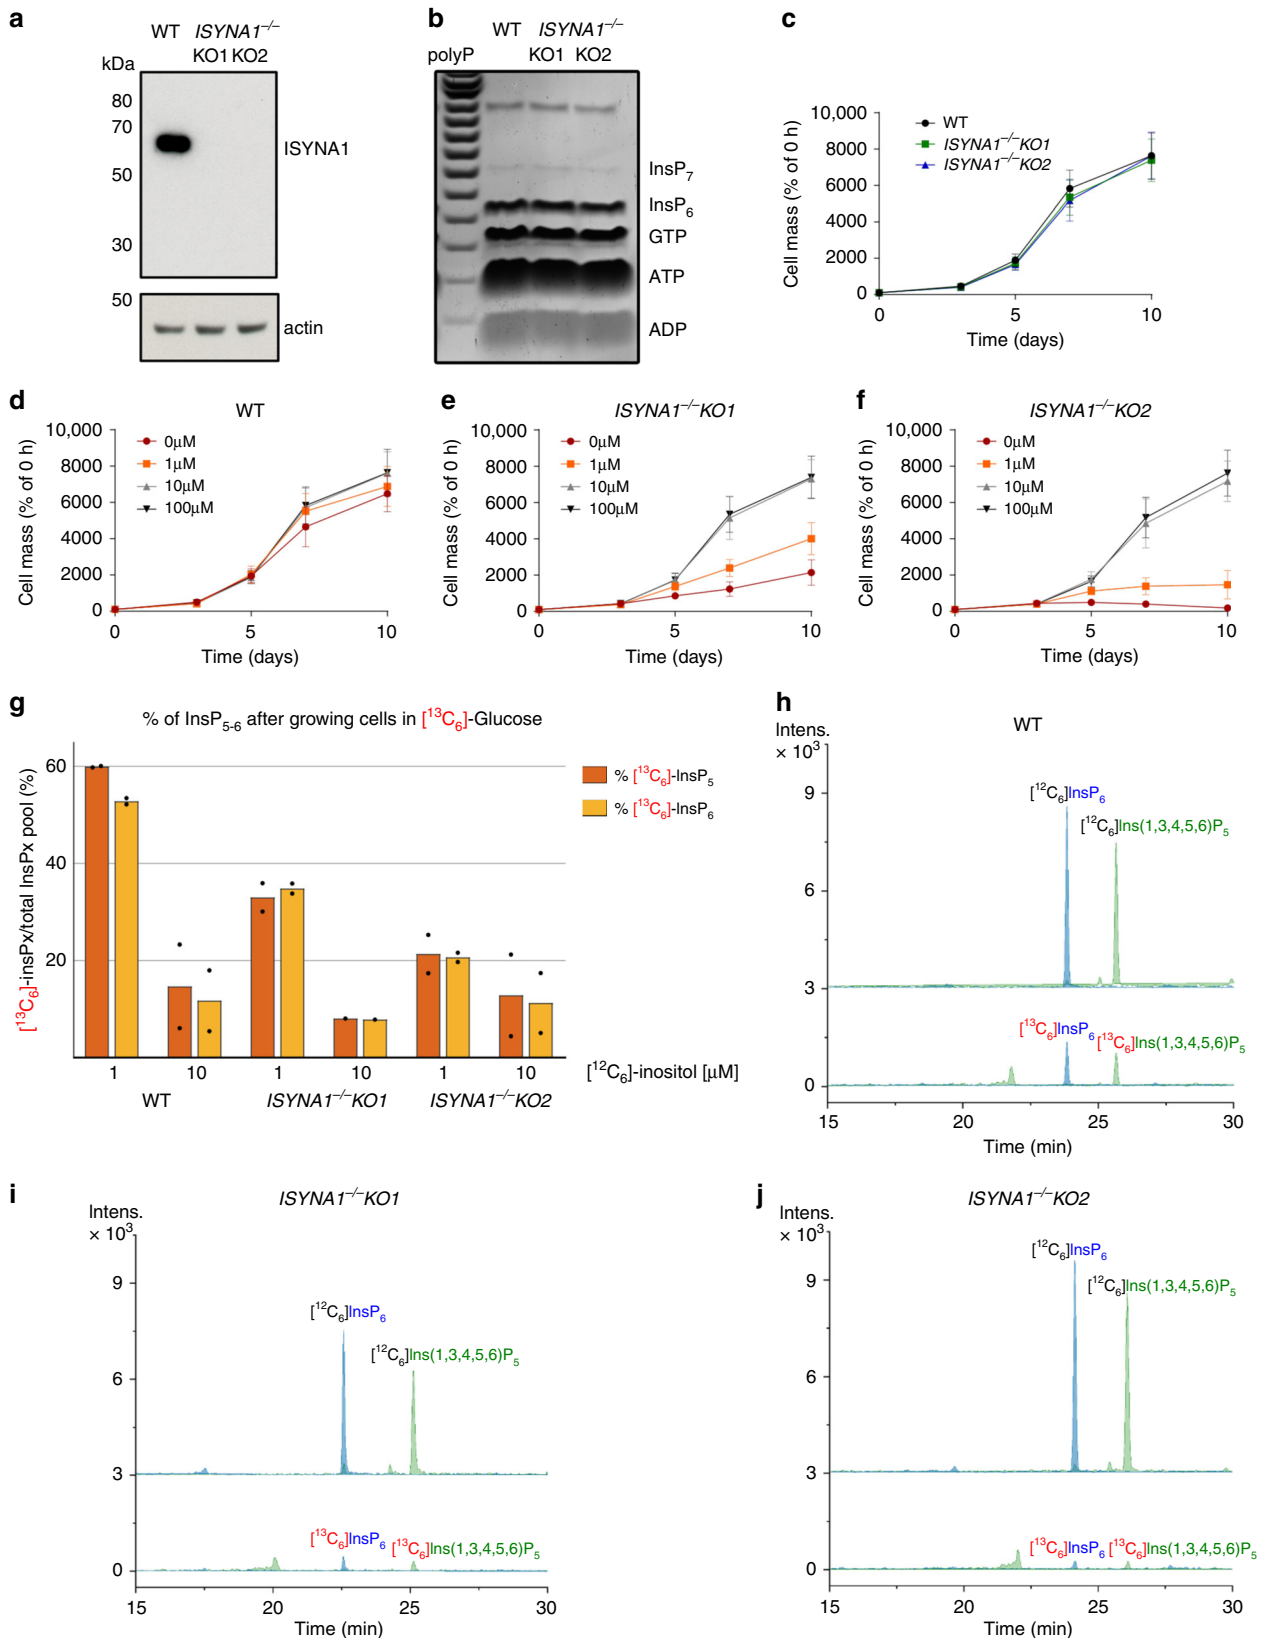 a
WT ISYNA1−/−
KO1 KO2
kDa
80
70
50
30
ISYNA1
50
actin
b
WT ISYNA1−/−
polyP KO1 KO2
InsP7
InsP6
GTP
ATP
ADP
c
Cell mass (% of 0 h)
10,000
8000
6000
4000
2000
0
WT
ISYNA1−/−KO1
ISYNA1−/−KO2
0 5 10
Time (days)
d
WT
Cell mass (% of 0 h)
10,000
8000
6000
4000
2000
0
0μM
1μM
10μM
100μM
0 5 10
Time (days)
e
ISYNA1−/−KO1
Cell mass (% of 0 h)
10,000
8000
6000
4000
2000
0
0μM
1μM
10μM
100μM
0 5 10
Time (days)
f
ISYNA1−/−KO2
Cell mass (% of 0 h)
10,000
8000
6000
4000
2000
0
0μM
1μM
10μM
100μM
0 5 10
Time (days)
g
% of InsP5-6 after growing cells in [13C6]-Glucose
[13C6]-insPx/total InsPx pool (%)
60
40
20
% [13C6]-InsP5
% [13C6]-InsP6
1 10 1 10 1 10 [12C6]-inositol [μM]
WT ISYNA1−/−KO1 ISYNA1−/−KO2
h
WT
Intens.
× 10³
9
6
3
0
[12C6]InsP6
[12C6]Ins(1,3,4,5,6)P5
[13C6]InsP6 [13C6]Ins(1,3,4,5,6)P5
15 20 25 30
Time (min)
i
ISYNA1−/−KO1
Intens.
× 10³
9
6
3
0
[12C6]InsP6
[12C6]Ins(1,3,4,5,6)P5
[13C6]InsP6 [13C6]Ins(1,3,4,5,6)P5
15 20 25 30
Time (min)
j
ISYNA1−/−KO2
Intens.
× 10³
9
6
3
0
[12C6]InsP6
[12C6]Ins(1,3,4,5,6)P5
[13C6]InsP6 [13C6]Ins(1,3,4,5,6)P5
15 20 25 30
Time (min)